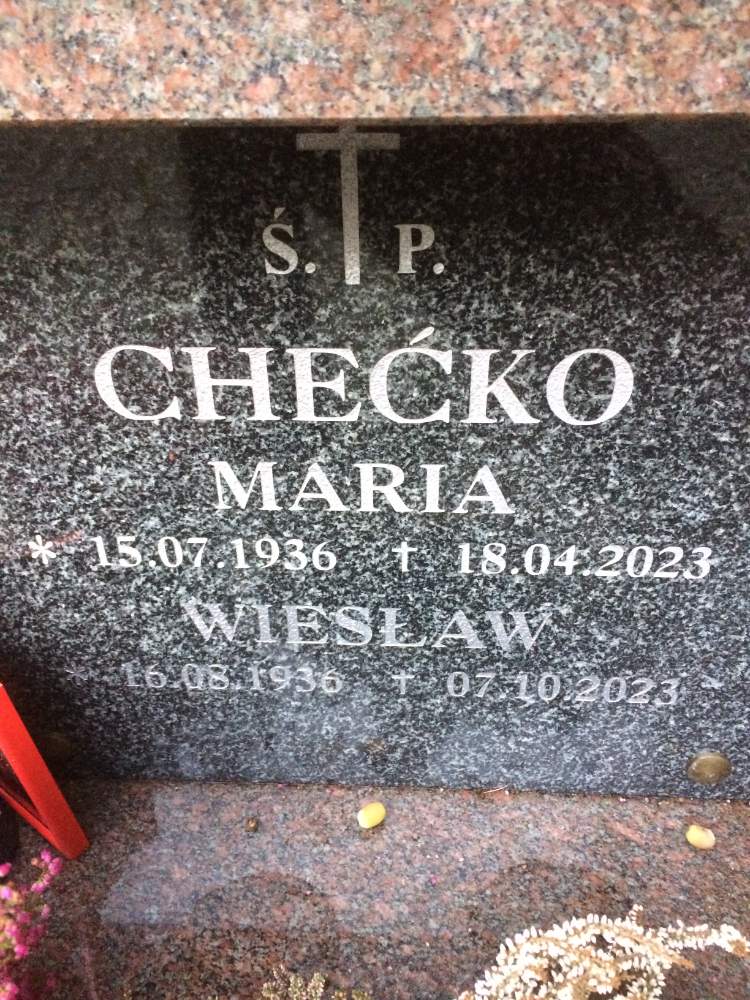 Ś. P.
CHEĆKO
MARIA
* 15.07.1936 † 18.04.2023
WIESŁAW
* 16.08.1936 † 07.10.2023